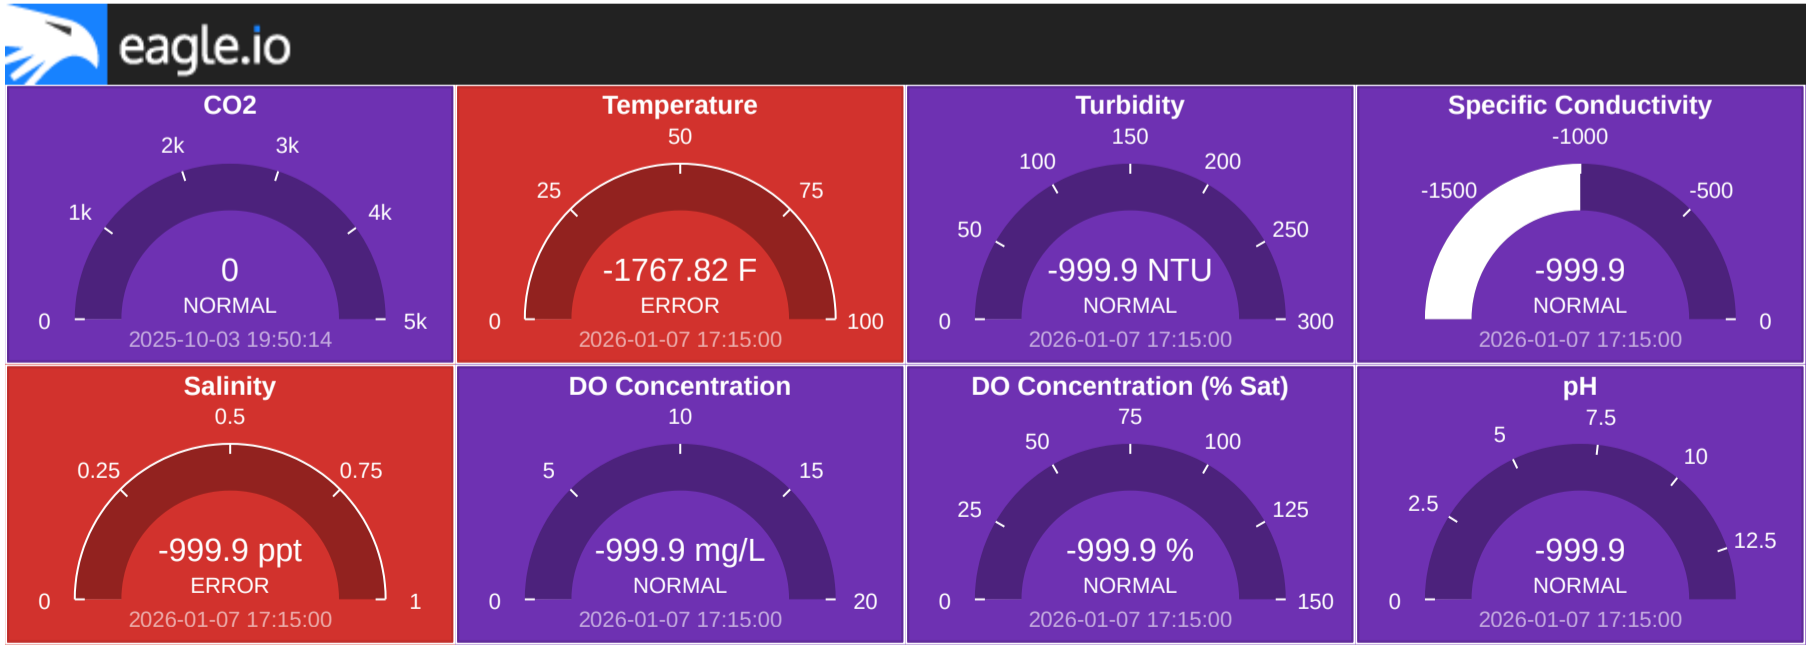 eagle.io
CO2
2k
3k
1k
4k
0
NORMAL
0
5k
2025-10-03 19:50:14
Temperature
50
25
75
-1767.82 F
ERROR
0
100
2026-01-07 17:15:00
Turbidity
150
100
200
50
250
-999.9 NTU
NORMAL
0
300
2026-01-07 17:15:00
Specific Conductivity
-1000
-1500
-500
-999.9
NORMAL
0
2026-01-07 17:15:00
Salinity
0.5
0.25
0.75
-999.9 ppt
ERROR
0
1
2026-01-07 17:15:00
DO Concentration
10
5
15
-999.9 mg/L
NORMAL
0
20
2026-01-07 17:15:00
DO Concentration (% Sat)
75
50
100
25
125
-999.9 %
NORMAL
0
150
2026-01-07 17:15:00
pH
7.5
5
10
2.5
12.5
-999.9
NORMAL
0
2026-01-07 17:15:00